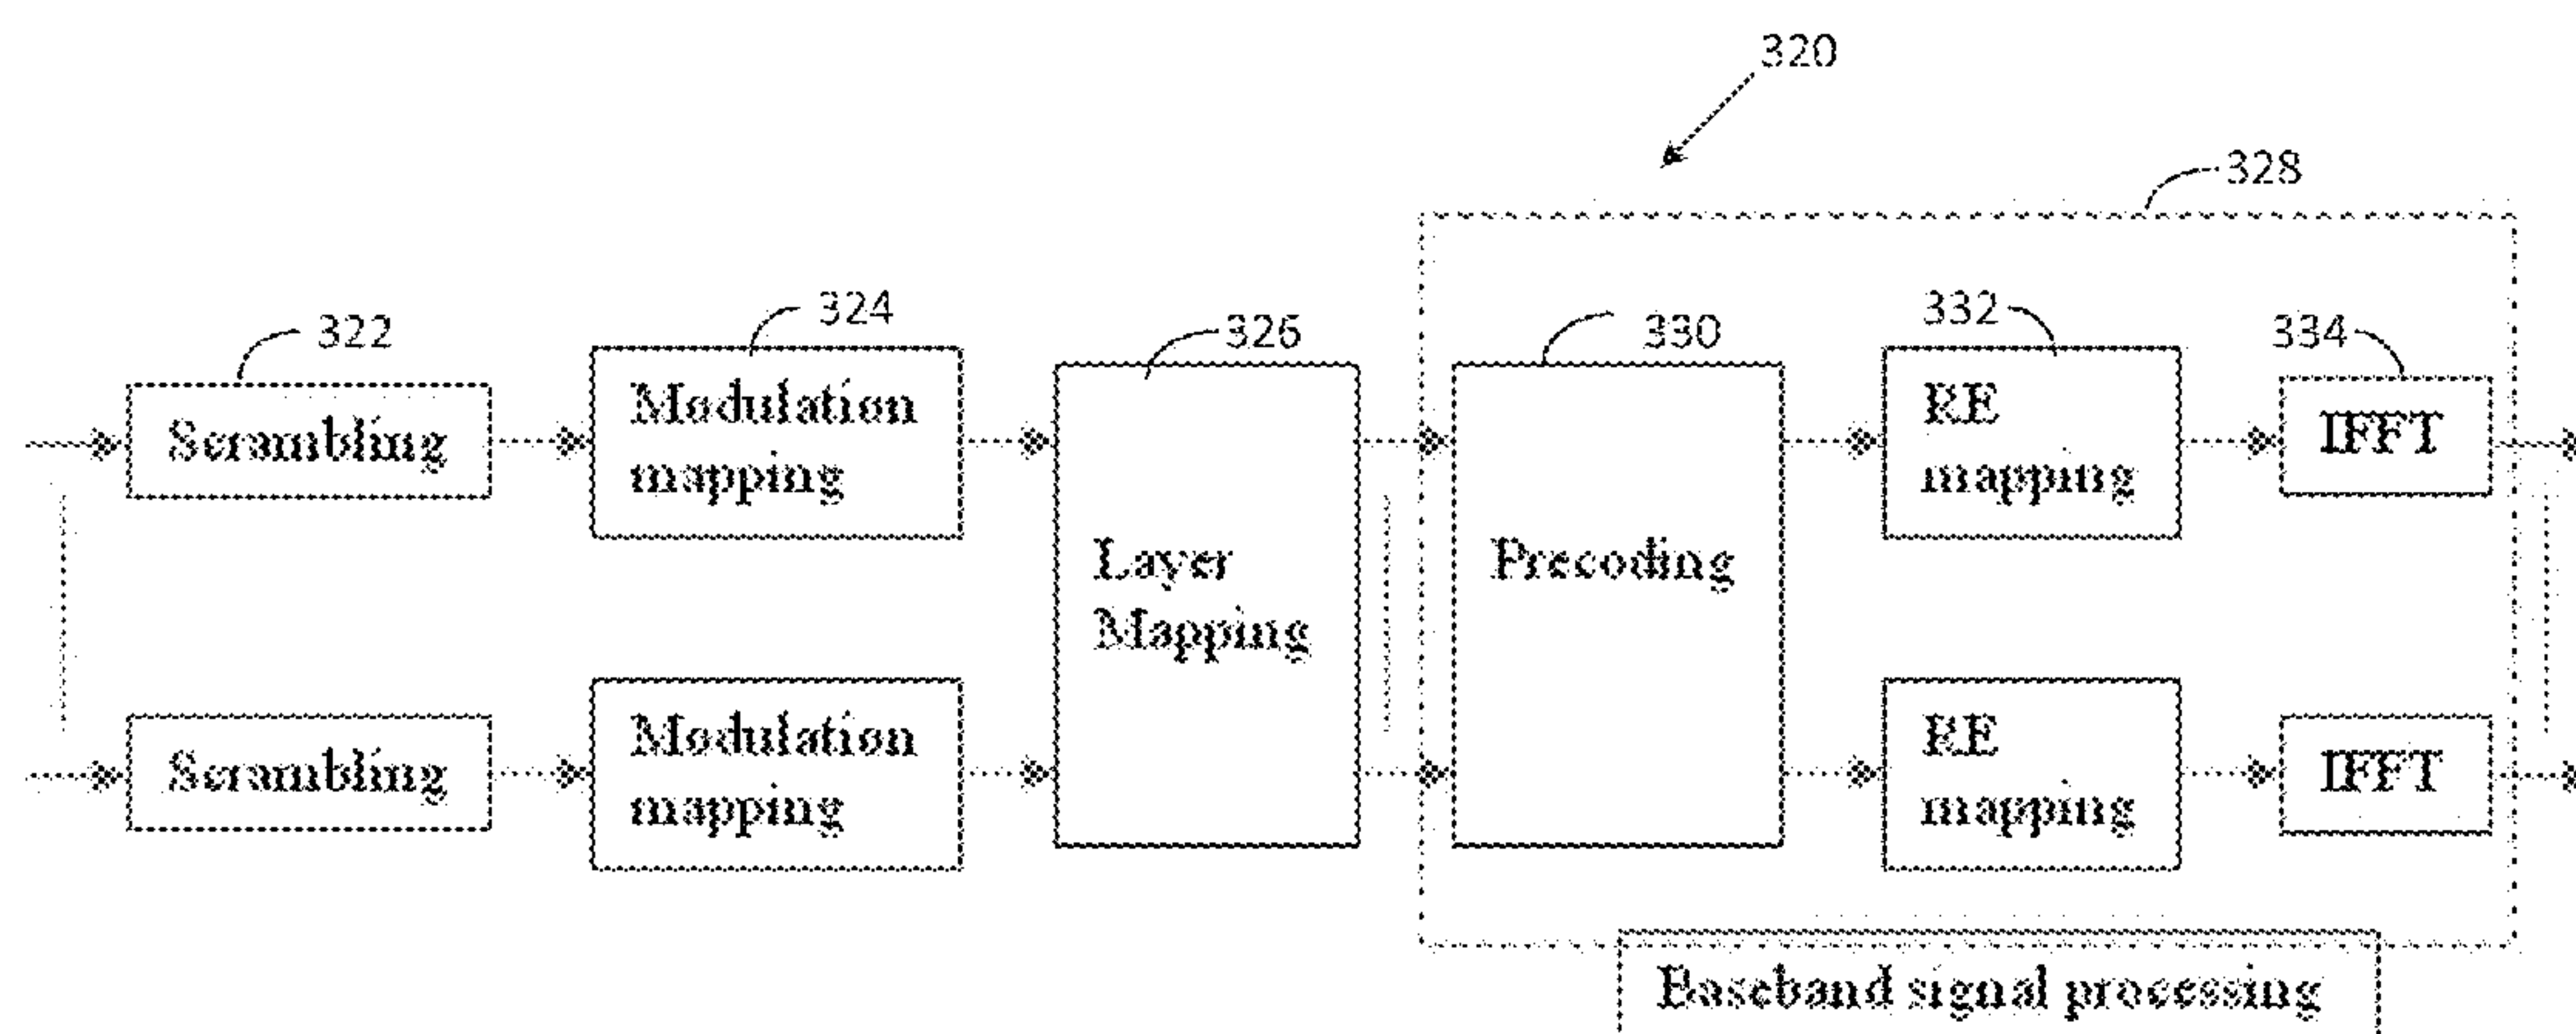 320
328
322
324
326
330
332
334
Scrambling
Modulation
mapping
Layer
Mapping
Precoding
RE
mapping
IFFT
Scrambling
Modulation
mapping
RE
mapping
IFFT
Baseband signal processing